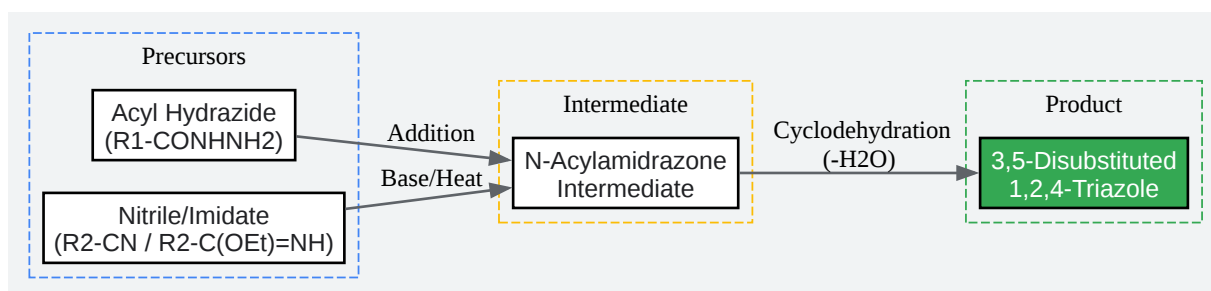 Precursors
Acyl Hydrazide
(R1-CONHNH2)
Nitrile/Imidate
(R2-CN / R2-C(OEt)=NH)
Addition
Base/Heat
Intermediate
N-Acylamidrazone
Intermediate
Cyclodehydration
(-H2O)
Product
3,5-Disubstituted
1,2,4-Triazole